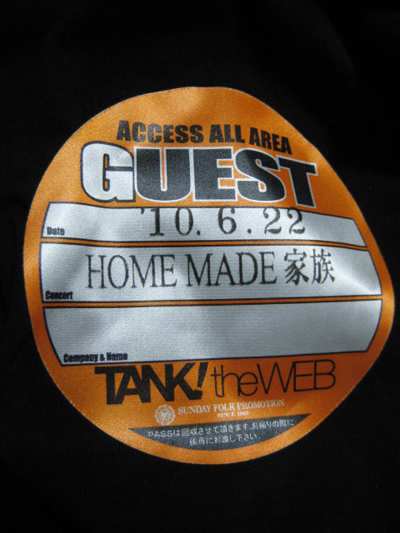 ACCESS ALL AREA
GUEST
Date '10.6.22
Concert HOME MADE 家族
Company & Name
TANK! theWEB
SUNDAY FOLK PROMOTION
SINCE
PASSは回収させて頂きます。お帰りの際に
係員にお渡し下さい。